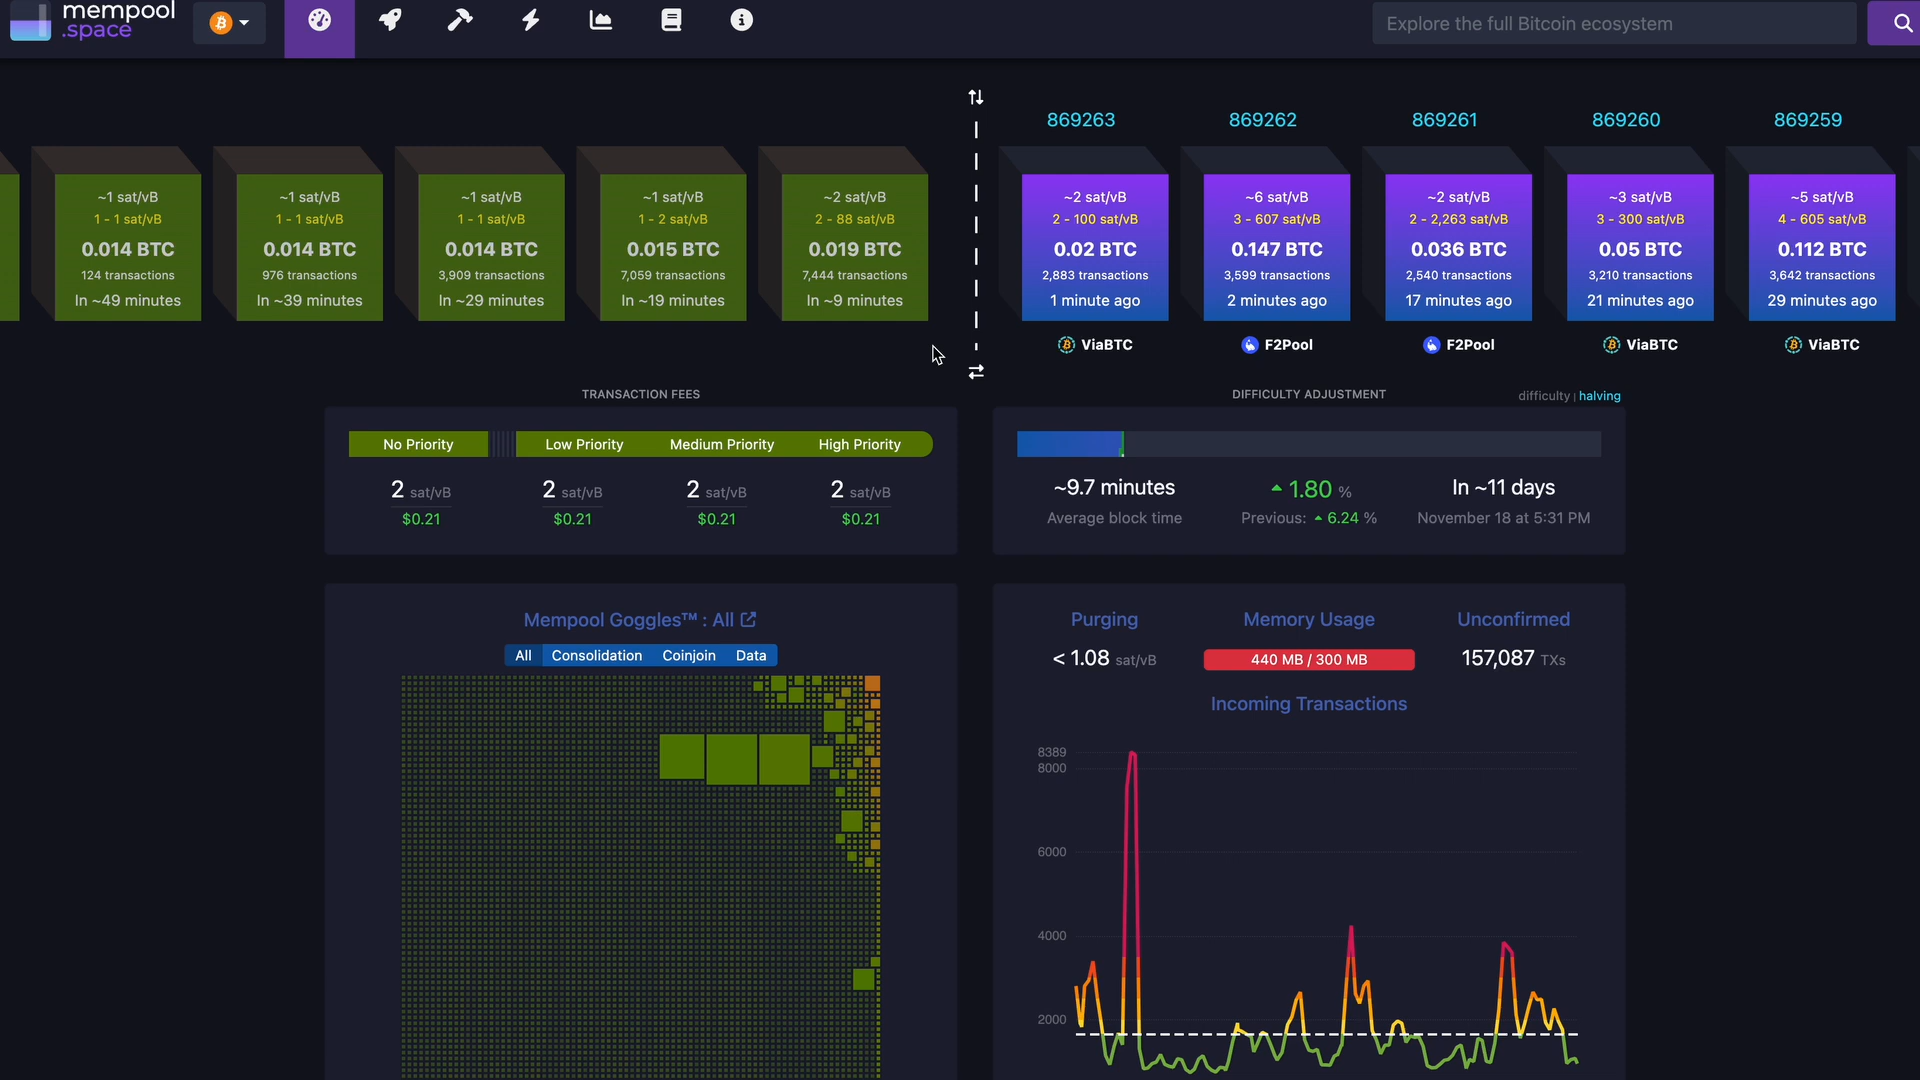 mempool
.space
Explore the full Bitcoin ecosystem
869263
869262
869261
869260
869259
~1 sat/vB
1 - 1 sat/vB
0.014 BTC
124 transactions
In ~49 minutes
~1 sat/vB
1 - 1 sat/vB
0.014 BTC
976 transactions
In ~39 minutes
~1 sat/vB
1 - 1 sat/vB
0.014 BTC
3,909 transactions
In ~29 minutes
~1 sat/vB
1 - 2 sat/vB
0.015 BTC
7,059 transactions
In ~19 minutes
~2 sat/vB
2 - 88 sat/vB
0.019 BTC
7,444 transactions
In ~9 minutes
~2 sat/vB
2 - 100 sat/vB
0.02 BTC
2,883 transactions
1 minute ago
ViaBTC
~6 sat/vB
3 - 607 sat/vB
0.147 BTC
3,599 transactions
2 minutes ago
F2Pool
~2 sat/vB
2 - 2,263 sat/vB
0.036 BTC
2,540 transactions
17 minutes ago
F2Pool
~3 sat/vB
3 - 300 sat/vB
0.05 BTC
3,210 transactions
21 minutes ago
ViaBTC
~5 sat/vB
4 - 605 sat/vB
0.112 BTC
3,642 transactions
29 minutes ago
ViaBTC
TRANSACTION FEES
No Priority Low Priority Medium Priority High Priority
2 sat/vB 2 sat/vB 2 sat/vB 2 sat/vB
$0.21 $0.21 $0.21 $0.21
DIFFICULTY ADJUSTMENT
difficulty | halving
~9.7 minutes 1.80 % In ~11 days
Average block time Previous: 6.24 % November 18 at 5:31 PM
Mempool Goggles™ : All
All Consolidation Coinjoin Data
Purging Memory Usage Unconfirmed
< 1.08 sat/vB 440 MB / 300 MB 157,087 TXs
Incoming Transactions
8389
8000
6000
4000
2000